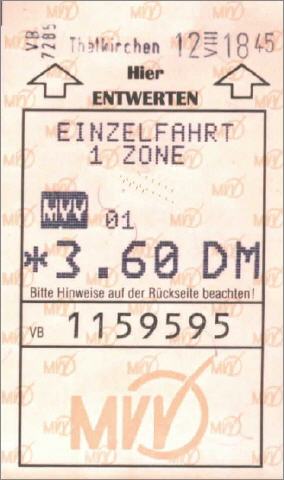 VB 7285 Thalkirchen 12 VIII 18 45
Hier
ENTWERTEN
EINZELFAHRT
1 ZONE
MVV 01
*3.60 DM
Bitte Hinweise auf der Rückseite beachten!
VB 1159595
MVV